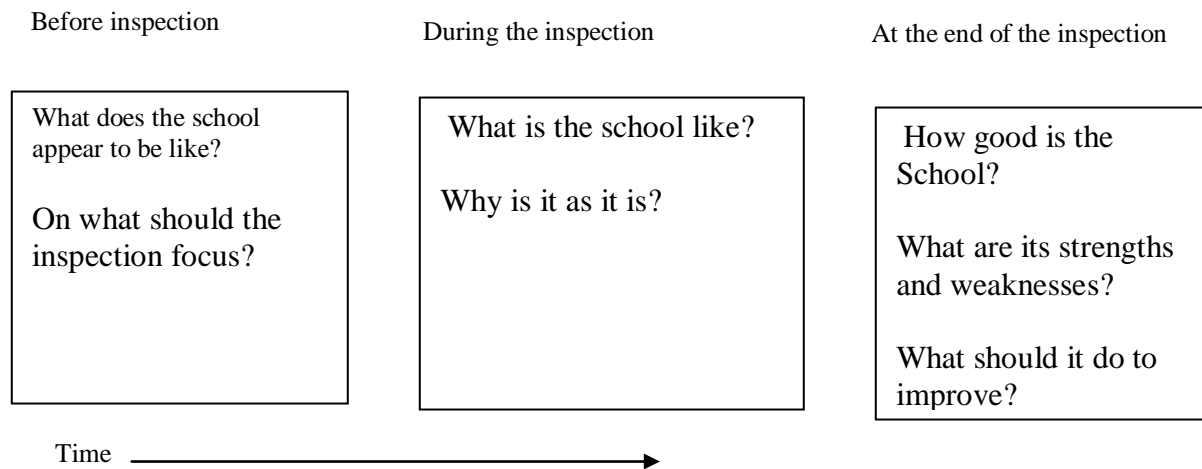 Before inspection
During the inspection
At the end of the inspection
What does the school
appear to be like?
On what should the
inspection focus?
What is the school like?
Why is it as it is?
How good is the
School?
What are its strengths
and weaknesses?
What should it do to
improve?
Time